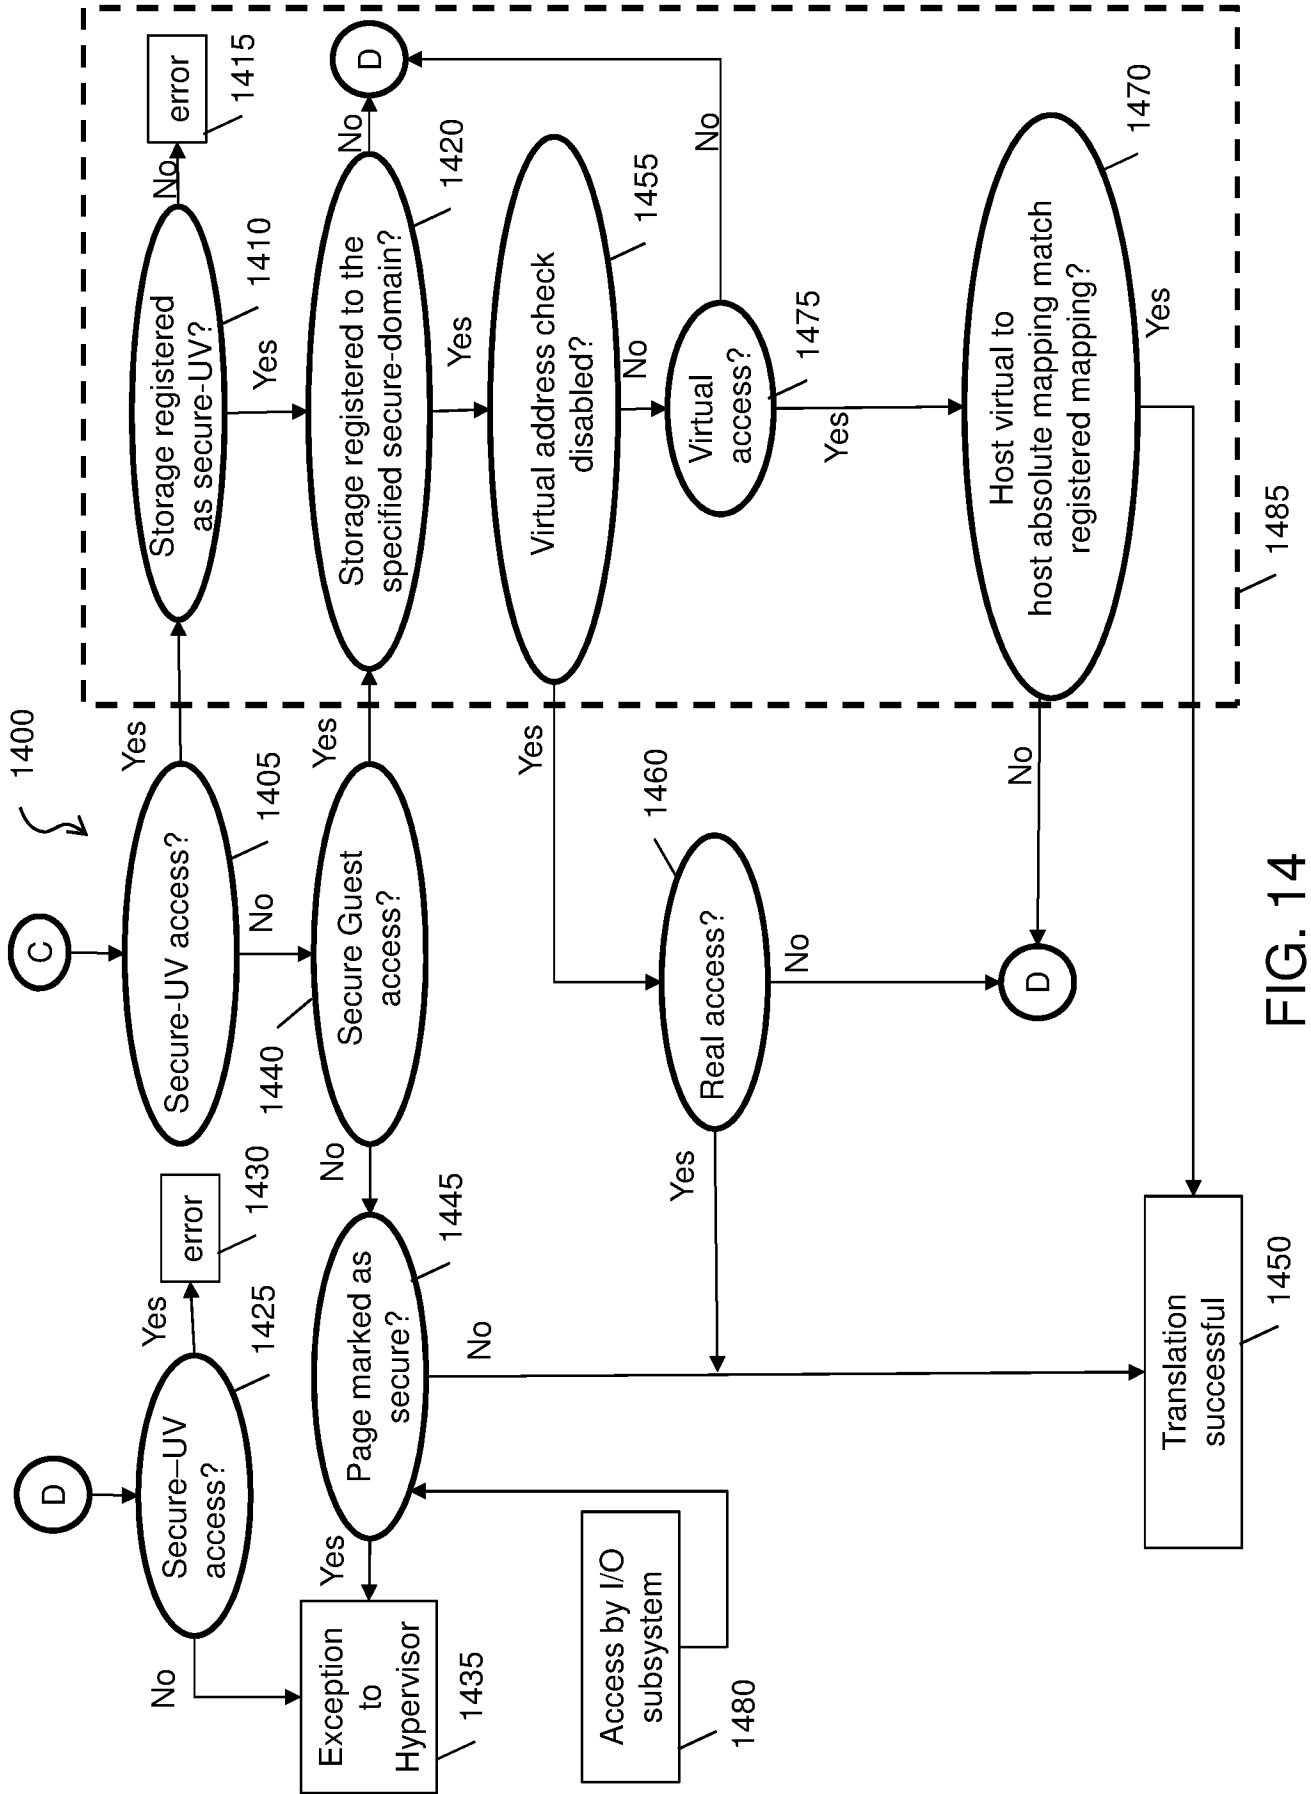 1400
C
D
Secure-UV access?
1405
Yes
No
Storage registered
as secure-UV?
1410
No
Yes
error
1415
Secure–UV
access?
1425
Yes
No
error
1430
Exception
to
Hypervisor
1435
Secure Guest
access?
1440
Yes
No
Page marked as
secure?
1445
Yes
No
Storage registered to the
specified secure-domain?
1420
No
Yes
D
Virtual address check
disabled?
1455
Yes
No
Virtual
access?
1475
No
Yes
Real access?
1460
Yes
No
D
Access by I/O
subsystem
1480
Host virtual to
host absolute mapping match
registered mapping?
1470
No
Yes
Translation
successful
1450
1485
FIG. 14